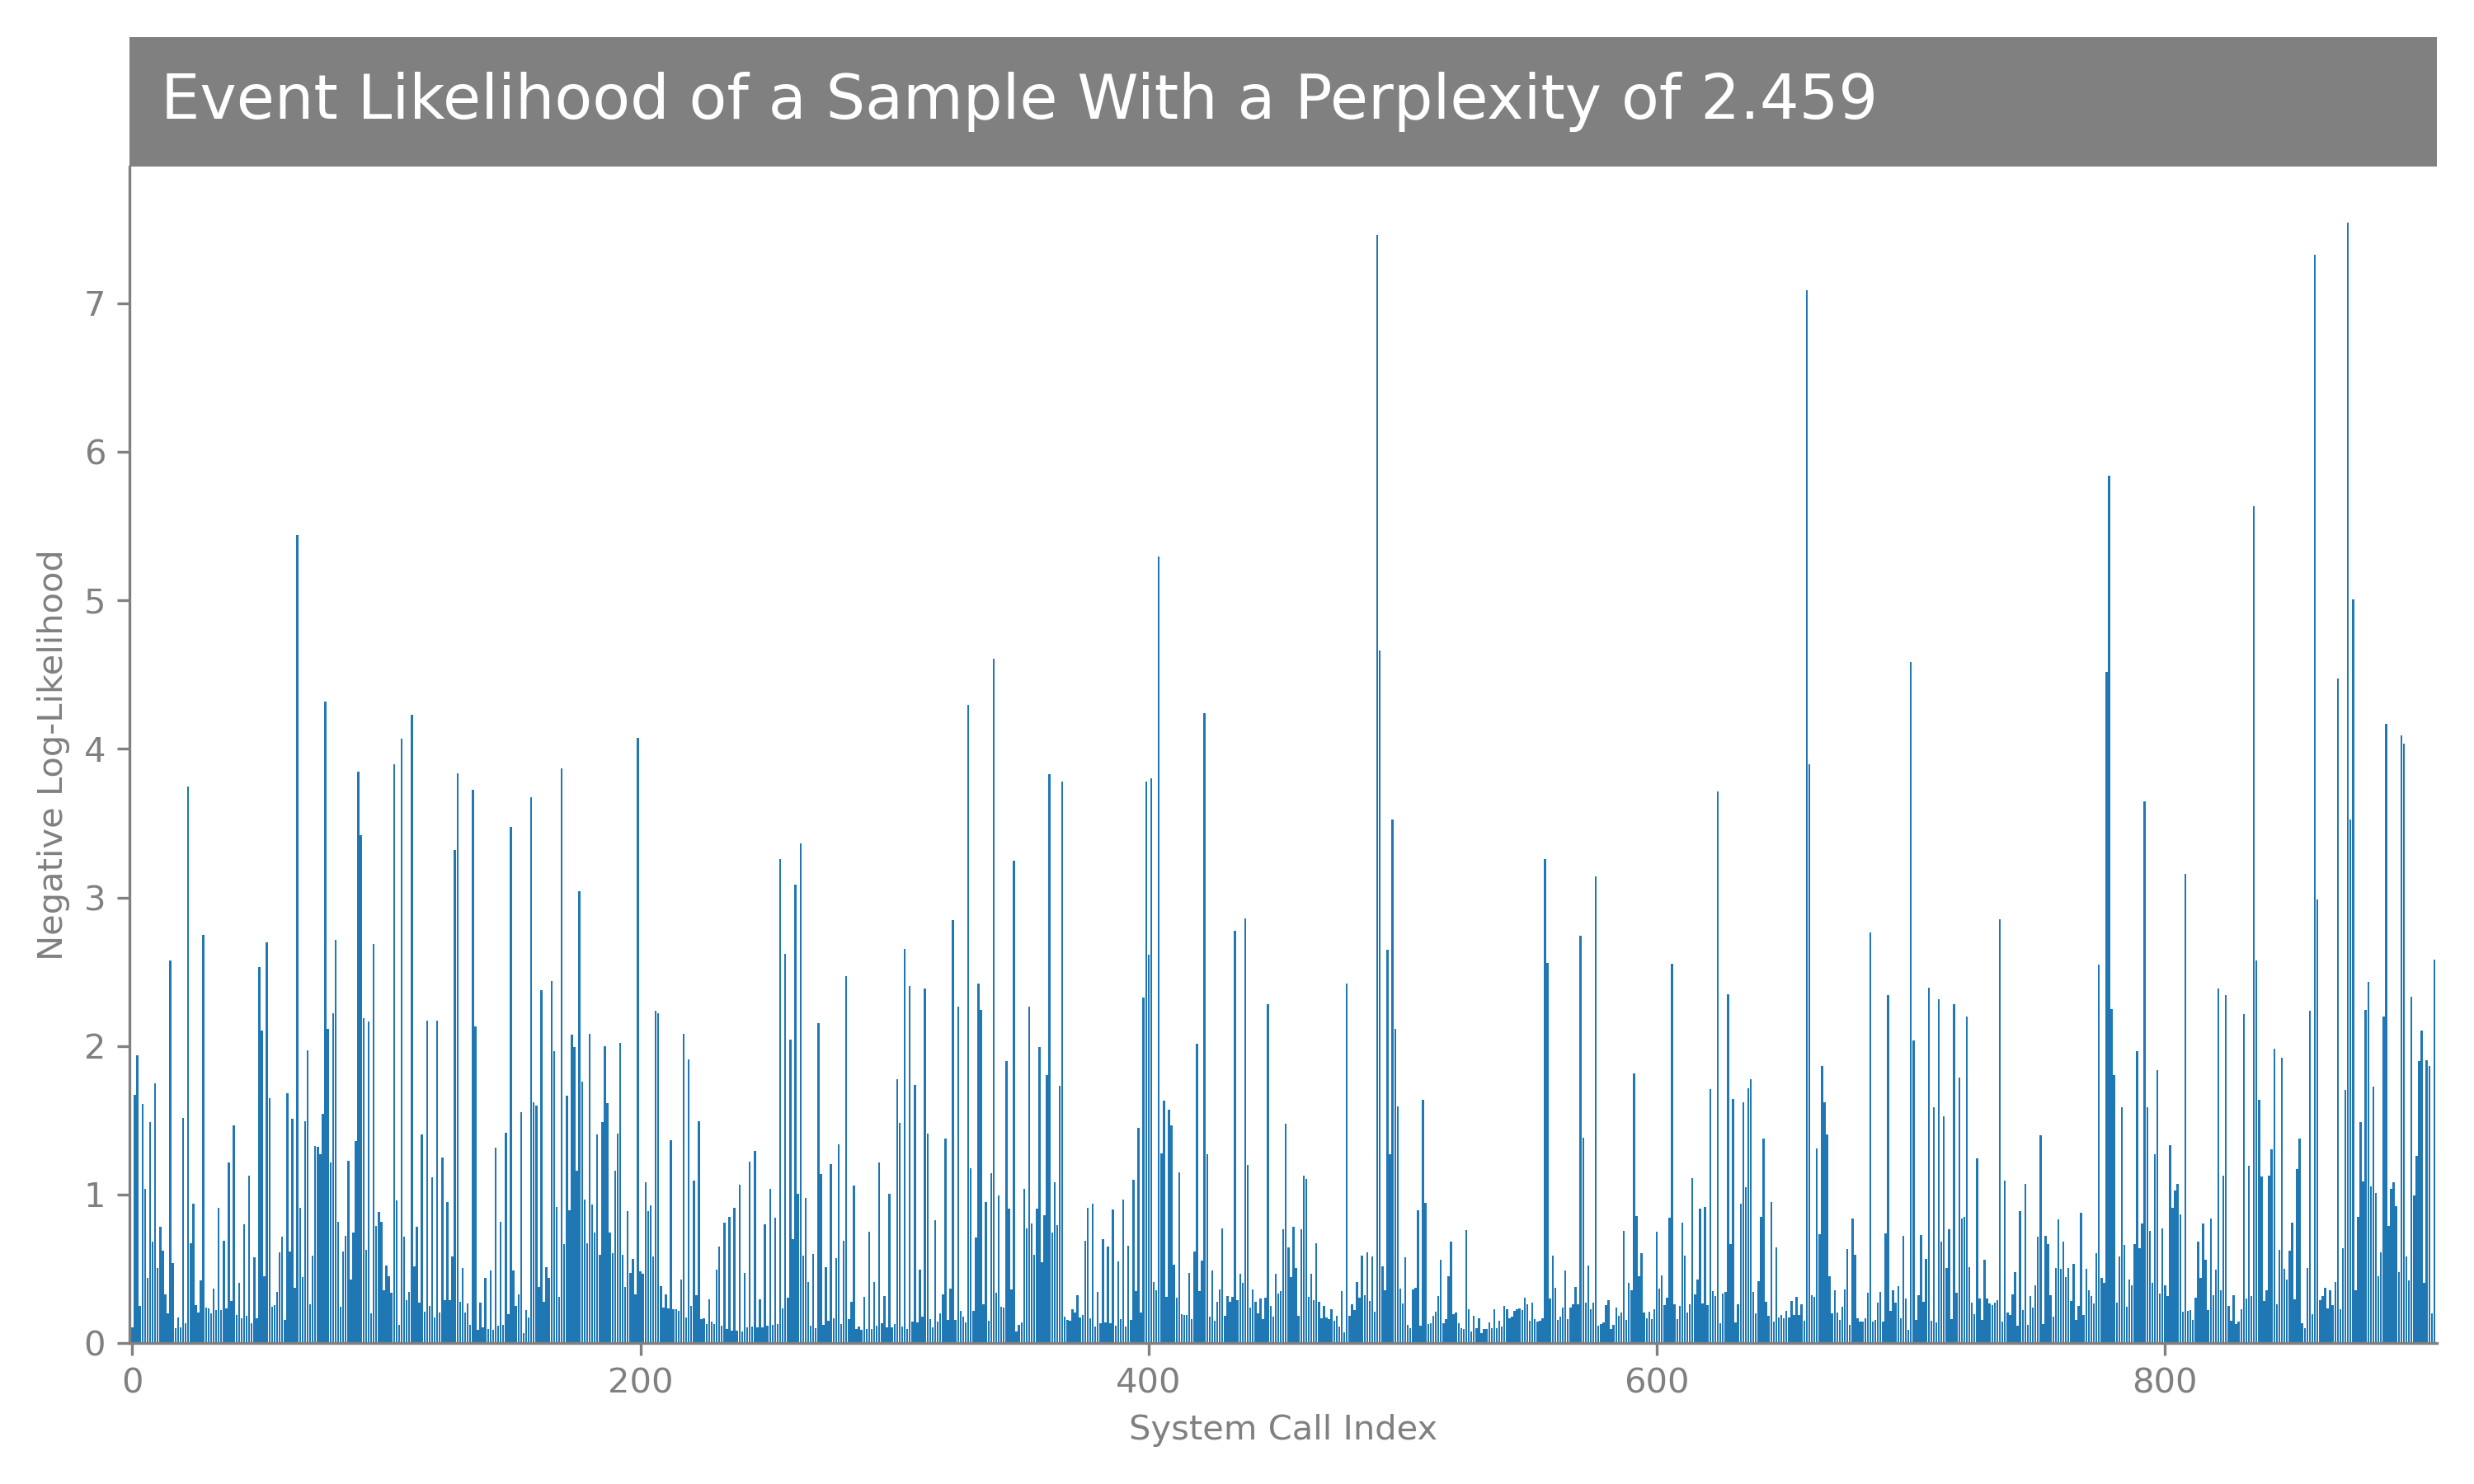 Event Likelihood of a Sample With a Perplexity of 2.459
Negative Log-Likelihood
7
6
5
4
3
2
1
0
0 200 400 600 800
System Call Index